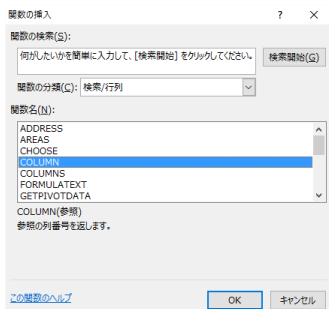 関数の挿入 ? ×
関数の検索(S):
何がしたいかを簡単に入力して、[検索開始] をクリックしてください。 検索開始(G)
関数の分類(C): 検索/行列
関数名(N):
ADDRESS
AREAS
CHOOSE
COLUMN
COLUMNS
FORMULATEXT
GETPIVOTDATA
COLUMN(参照)
参照の列番号を返します。
この関数のヘルプ OK キャンセル